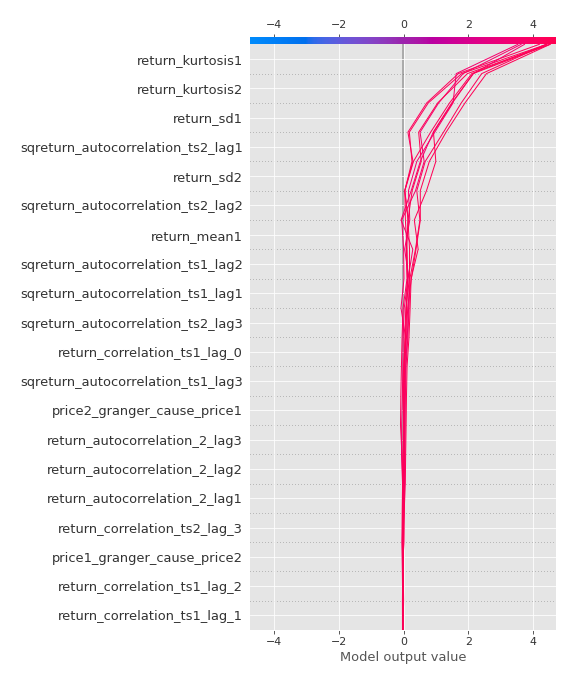 −4 −2 0 2 4
return_kurtosis1
return_kurtosis2
return_sd1
sqreturn_autocorrelation_ts2_lag1
return_sd2
sqreturn_autocorrelation_ts2_lag2
return_mean1
sqreturn_autocorrelation_ts1_lag2
sqreturn_autocorrelation_ts1_lag1
sqreturn_autocorrelation_ts2_lag3
return_correlation_ts1_lag_0
sqreturn_autocorrelation_ts1_lag3
price2_granger_cause_price1
return_autocorrelation_2_lag3
return_autocorrelation_2_lag2
return_autocorrelation_2_lag1
return_correlation_ts2_lag_3
price1_granger_cause_price2
return_correlation_ts1_lag_2
return_correlation_ts1_lag_1
−4 −2 0 2 4
Model output value